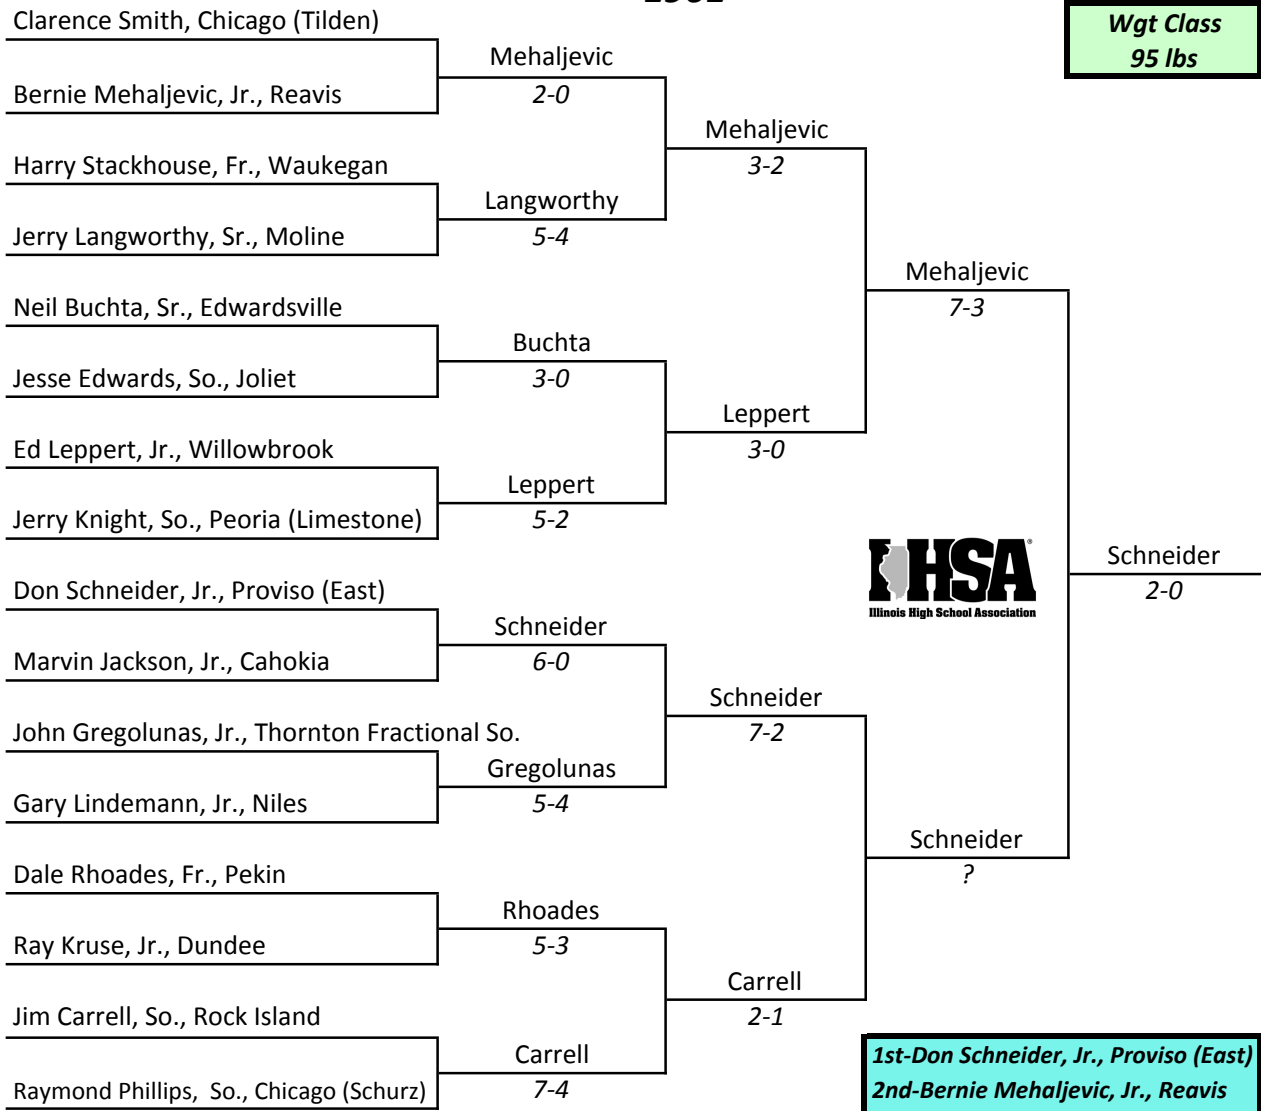 Wgt Class
95 lbs
Clarence Smith, Chicago (Tilden)
Bernie Mehaljevic, Jr., Reavis
Harry Stackhouse, Fr., Waukegan
Jerry Langworthy, Sr., Moline
Neil Buchta, Sr., Edwardsville
Jesse Edwards, So., Joliet
Ed Leppert, Jr., Willowbrook
Jerry Knight, So., Peoria (Limestone)
Don Schneider, Jr., Proviso (East)
Marvin Jackson, Jr., Cahokia
John Gregolunas, Jr., Thornton Fractional So.
Gary Lindemann, Jr., Niles
Dale Rhoades, Fr., Pekin
Ray Kruse, Jr., Dundee
Jim Carrell, So., Rock Island
Raymond Phillips, So., Chicago (Schurz)
Mehaljevic
2-0
Langworthy
5-4
Buchta
3-0
Leppert
5-2
Schneider
6-0
Gregolunas
5-4
Rhoades
5-3
Carrell
7-4
Mehaljevic
3-2
Leppert
3-0
Schneider
7-2
Carrell
2-1
Mehaljevic
7-3
Schneider
?
Schneider
2-0
IHSA®
Illinois High School Association
1st-Don Schneider, Jr., Proviso (East)
2nd-Bernie Mehaljevic, Jr., Reavis